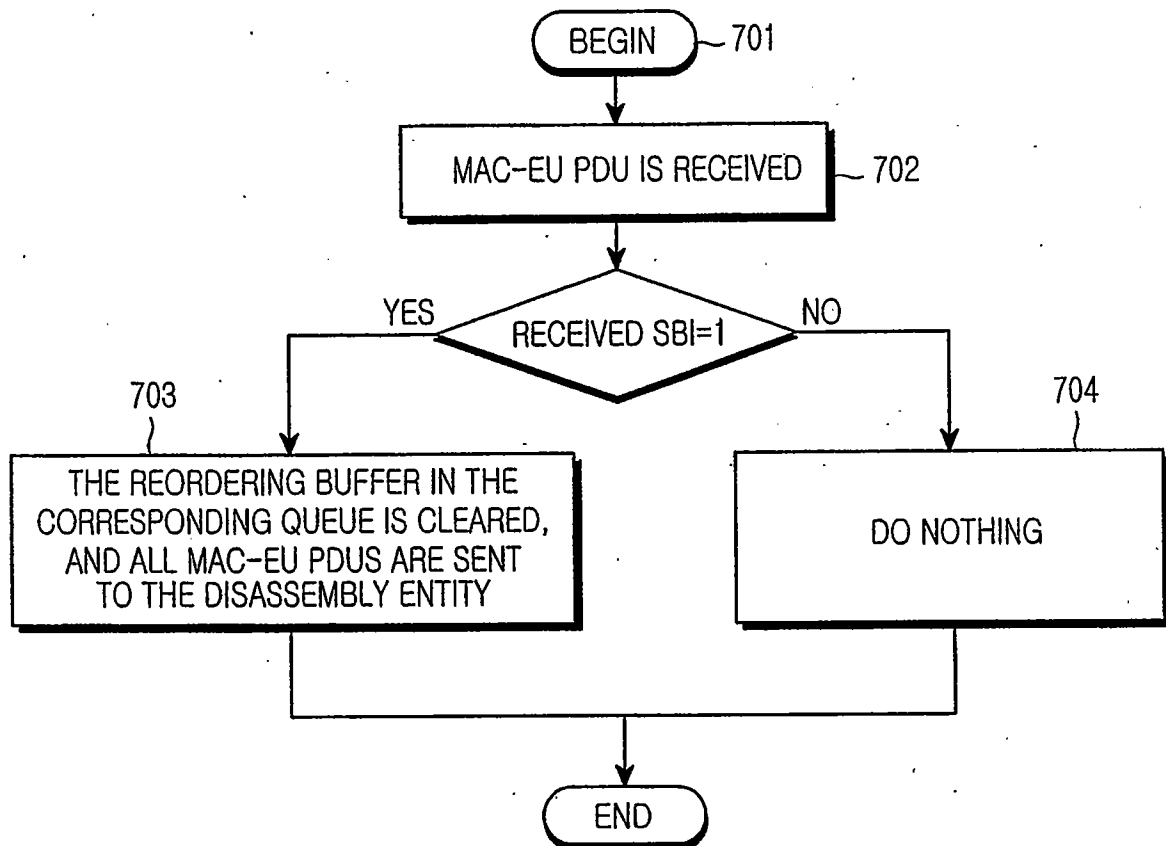 BEGIN
701
MAC-EU PDU IS RECEIVED
702
YES
RECEIVED SBI=1
NO
703
THE REORDERING BUFFER IN THE
CORRESPONDING QUEUE IS CLEARED,
AND ALL MAC-EU PDUS ARE SENT
TO THE DISASSEMBLY ENTITY
704
DO NOTHING
END